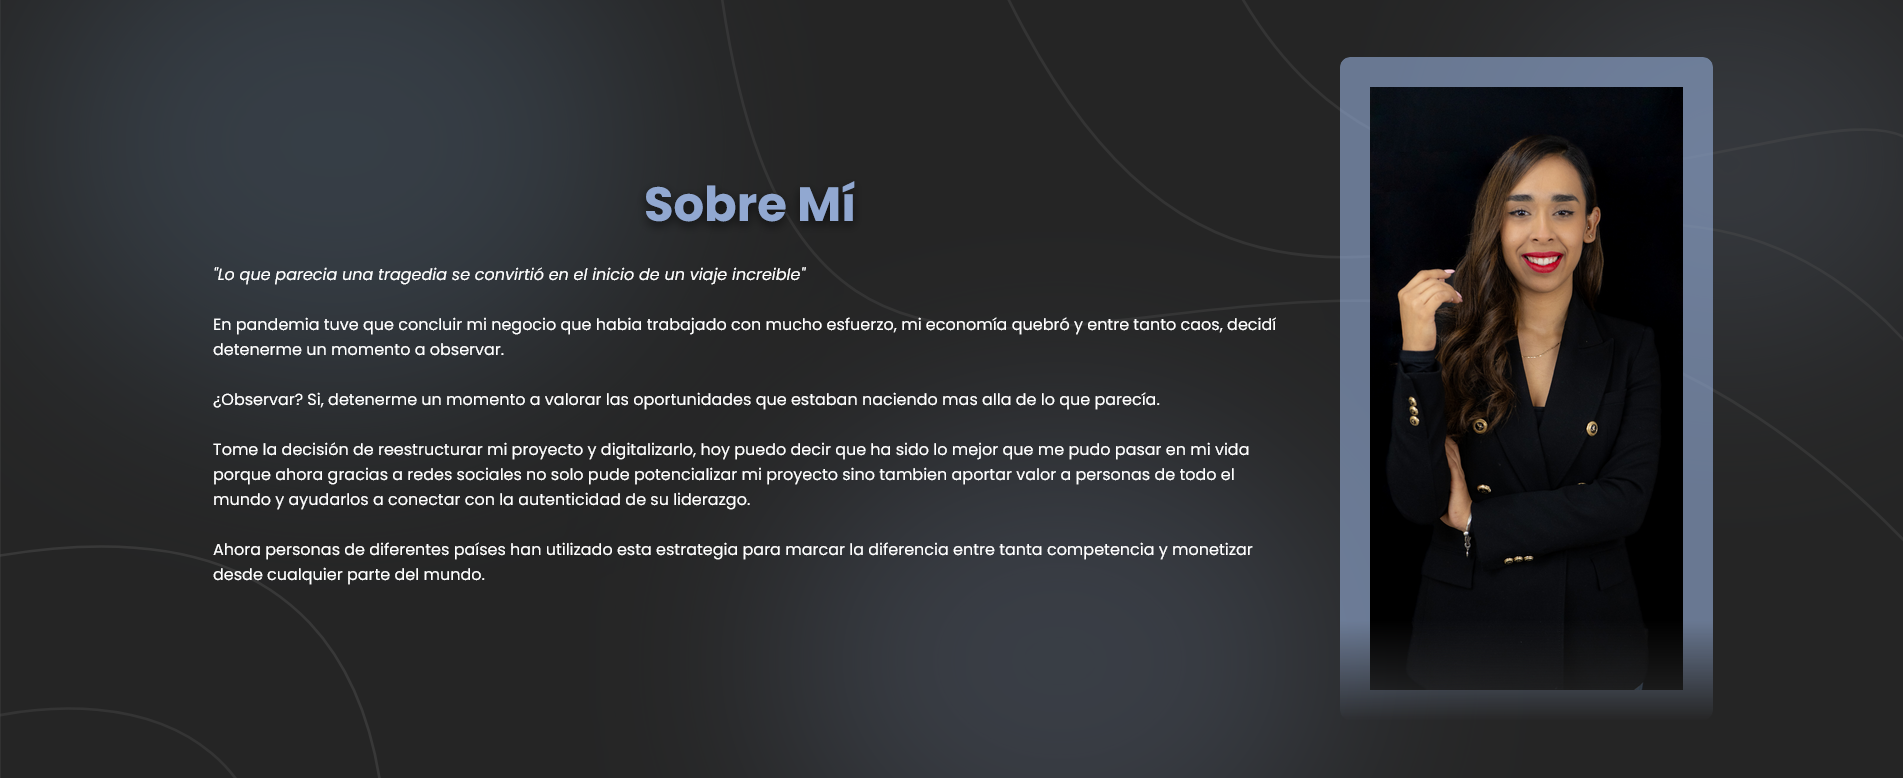 Sobre Mí
"Lo que parecia una tragedia se convirtió en el inicio de un viaje increible"
En pandemia tuve que concluir mi negocio que habia trabajado con mucho esfuerzo, mi economía quebró y entre tanto caos, decidí
detenerme un momento a observar.
¿Observar? Si, detenerme un momento a valorar las oportunidades que estaban naciendo mas alla de lo que parecía.
Tome la decisión de reestructurar mi proyecto y digitalizarlo, hoy puedo decir que ha sido lo mejor que me pudo pasar en mi vida
porque ahora gracias a redes sociales no solo pude potencializar mi proyecto sino tambien aportar valor a personas de todo el
mundo y ayudarlos a conectar con la autenticidad de su liderazgo.
Ahora personas de diferentes países han utilizado esta estrategia para marcar la diferencia entre tanta competencia y monetizar
desde cualquier parte del mundo.